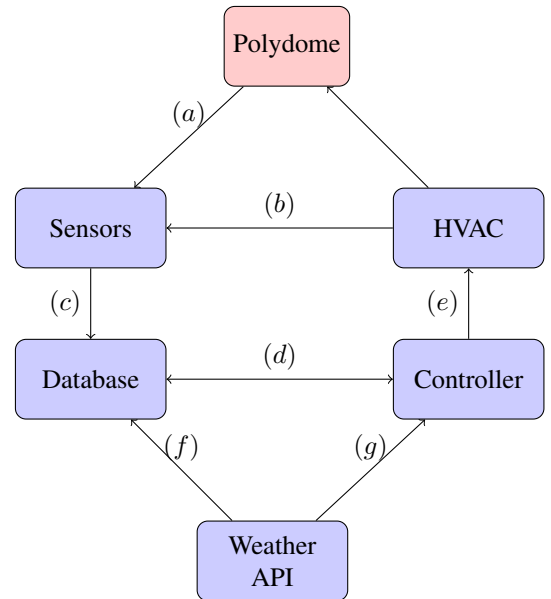 Polydome
(a)
(b)
Sensors
HVAC
(c)
(e)
(d)
Database
Controller
(f)
(g)
Weather
API